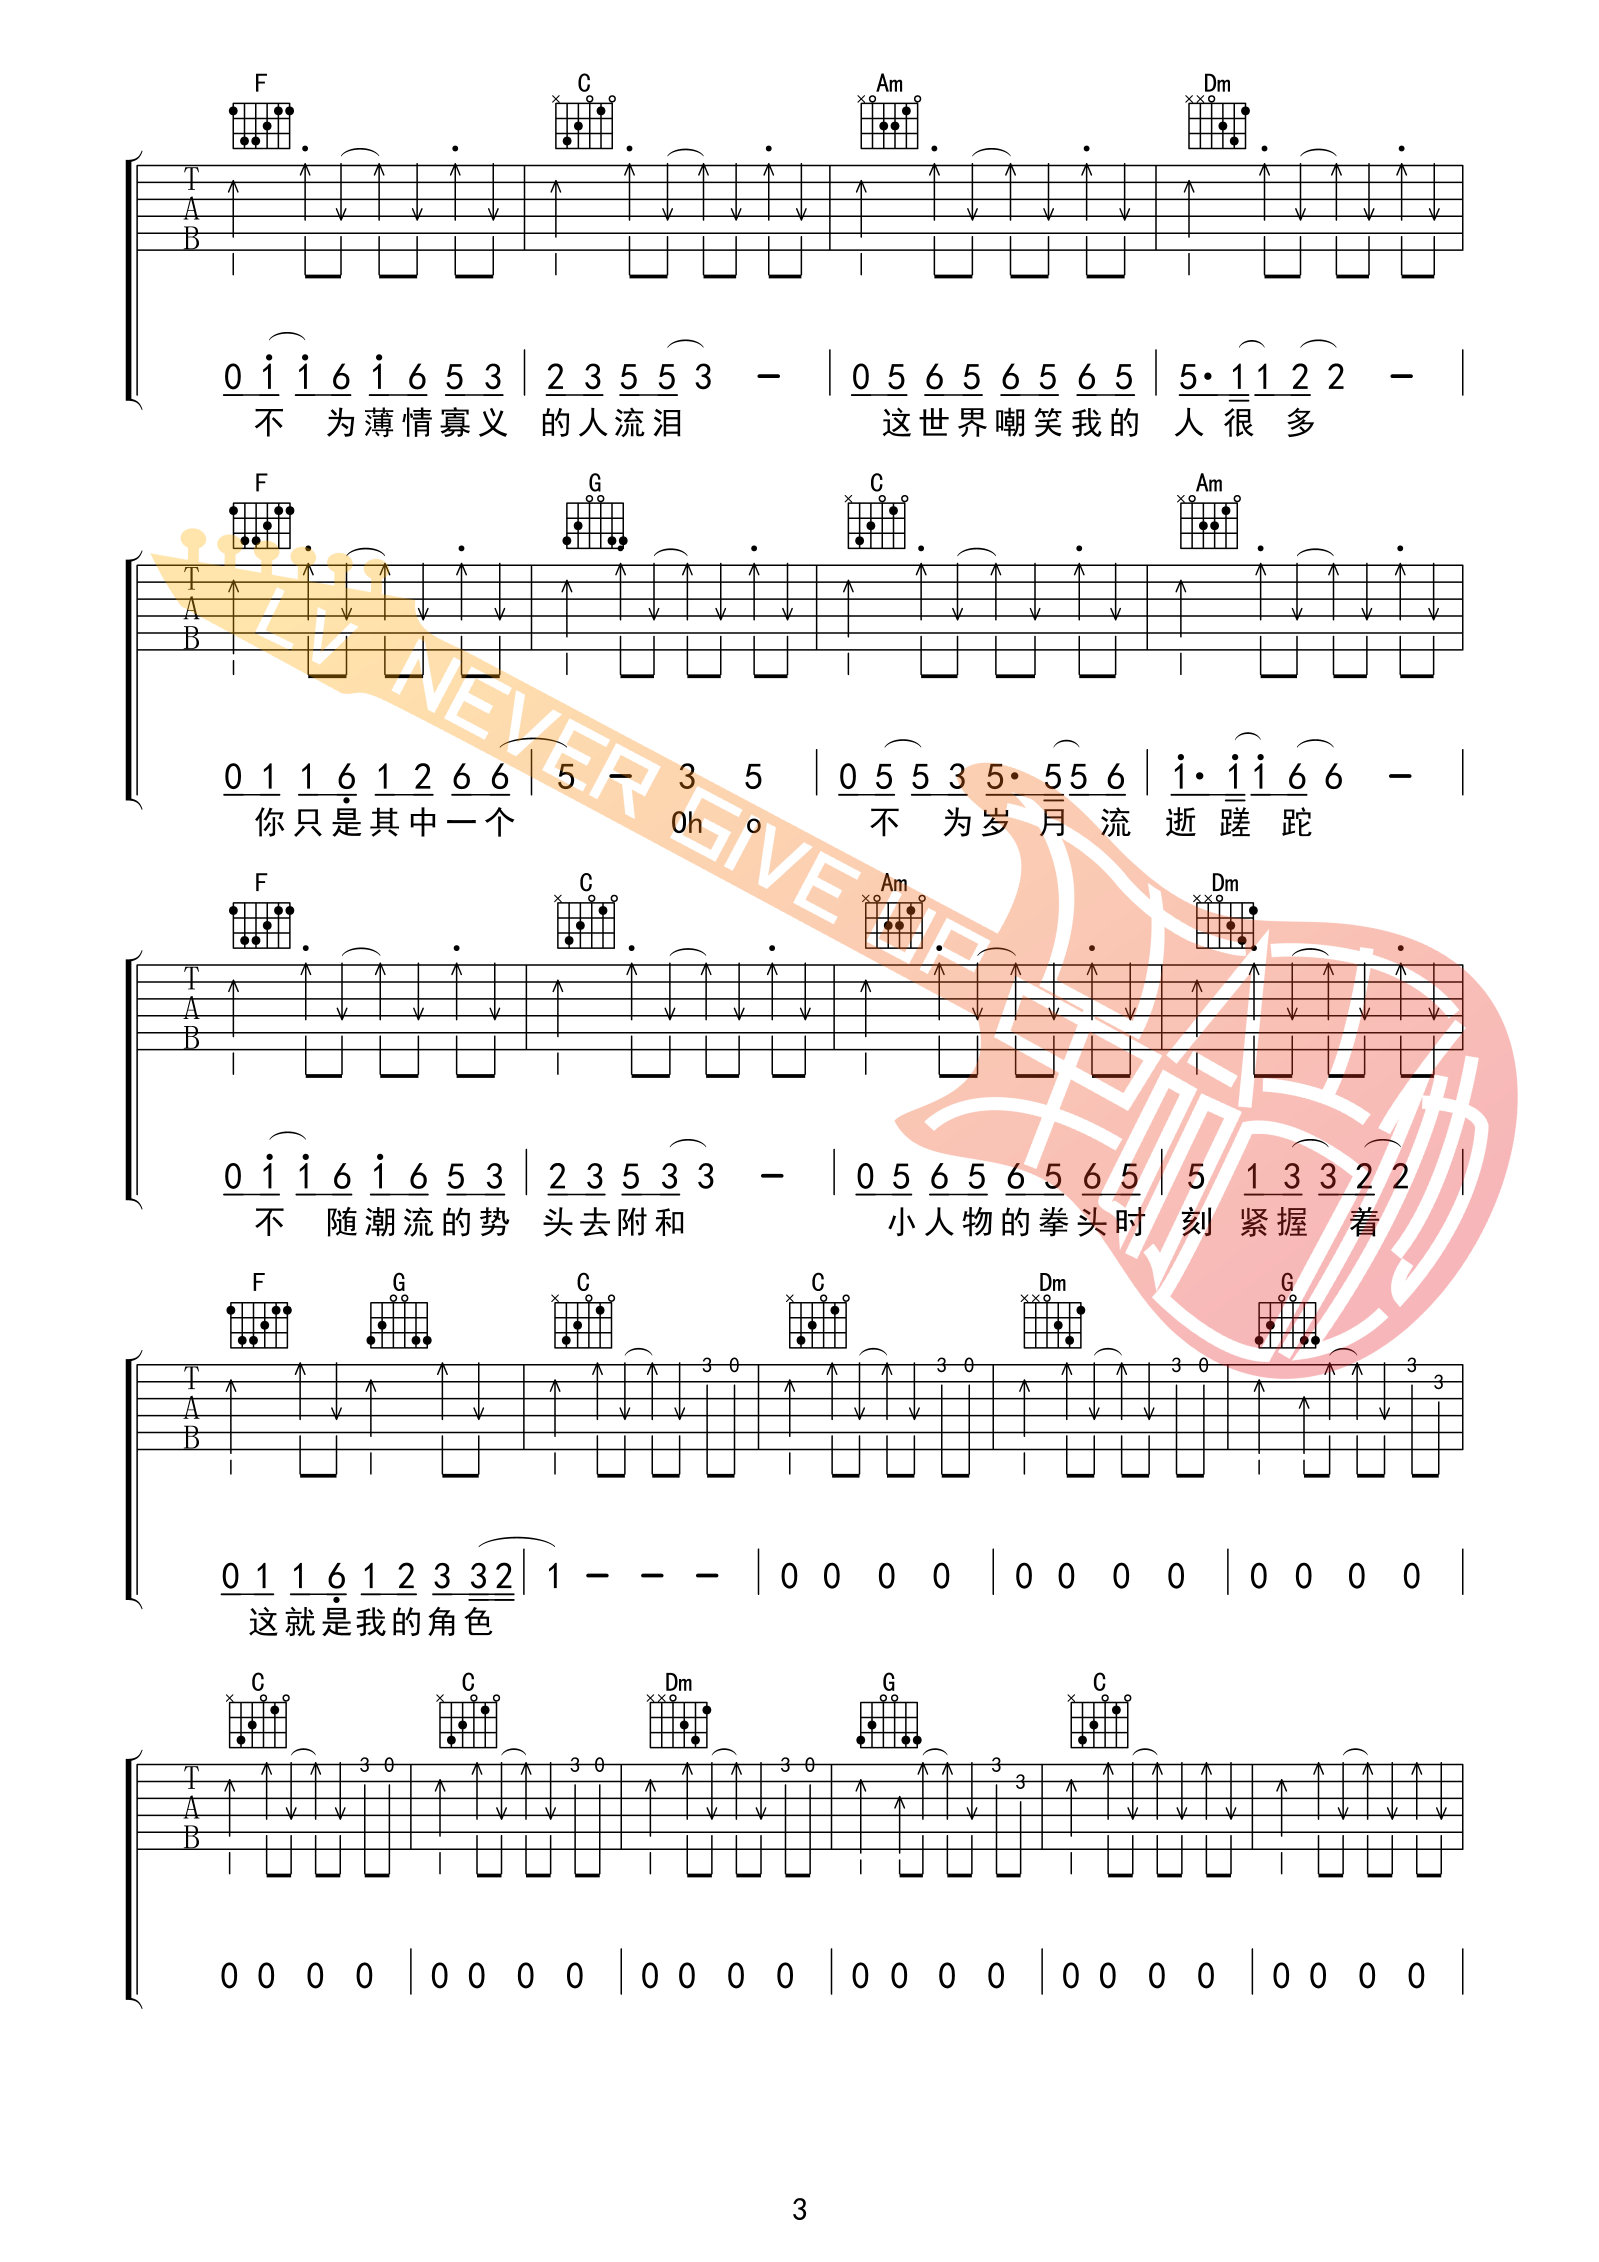 F C Am Dm
T
A
B
0 1 1 6 1 6 5 3 2 3 5 5 3 – 0 5 6 5 6 5 6 5 5· 1 1 2 2 –
不 为薄情寡义 的人流泪 这世界嘲笑我的 人 很 多
F G C Am
T
A
B
0 1 1 6 1 2 6 6 5 – 3 5 0 5 5 3 5· 5 5 6 1· 1 1 6 6 –
你只是其中一个 Oh o 不 为岁 月 流 逝 蹉 跎
F C Am Dm
T
A
B
0 1 1 6 1 6 5 3 2 3 5 3 3 – 0 5 6 5 6 5 6 5 5 1 3 3 2 2
不 随潮流的势 头去附和 小人物的拳头时 刻 紧握 着
F G C C Dm G
3 0 3 0 3 0 3 3
T
A
B
0 1 1 6 1 2 3 3 2 1 – – – 0 0 0 0 0 0 0 0 0 0 0 0
这就是我的角色
C C Dm G C
3 0 3 0 3 0 3 3
T
A
B
0 0 0 0 0 0 0 0 0 0 0 0 0 0 0 0 0 0 0 0 0 0 0 0
LV NEVER GIVE UP
3